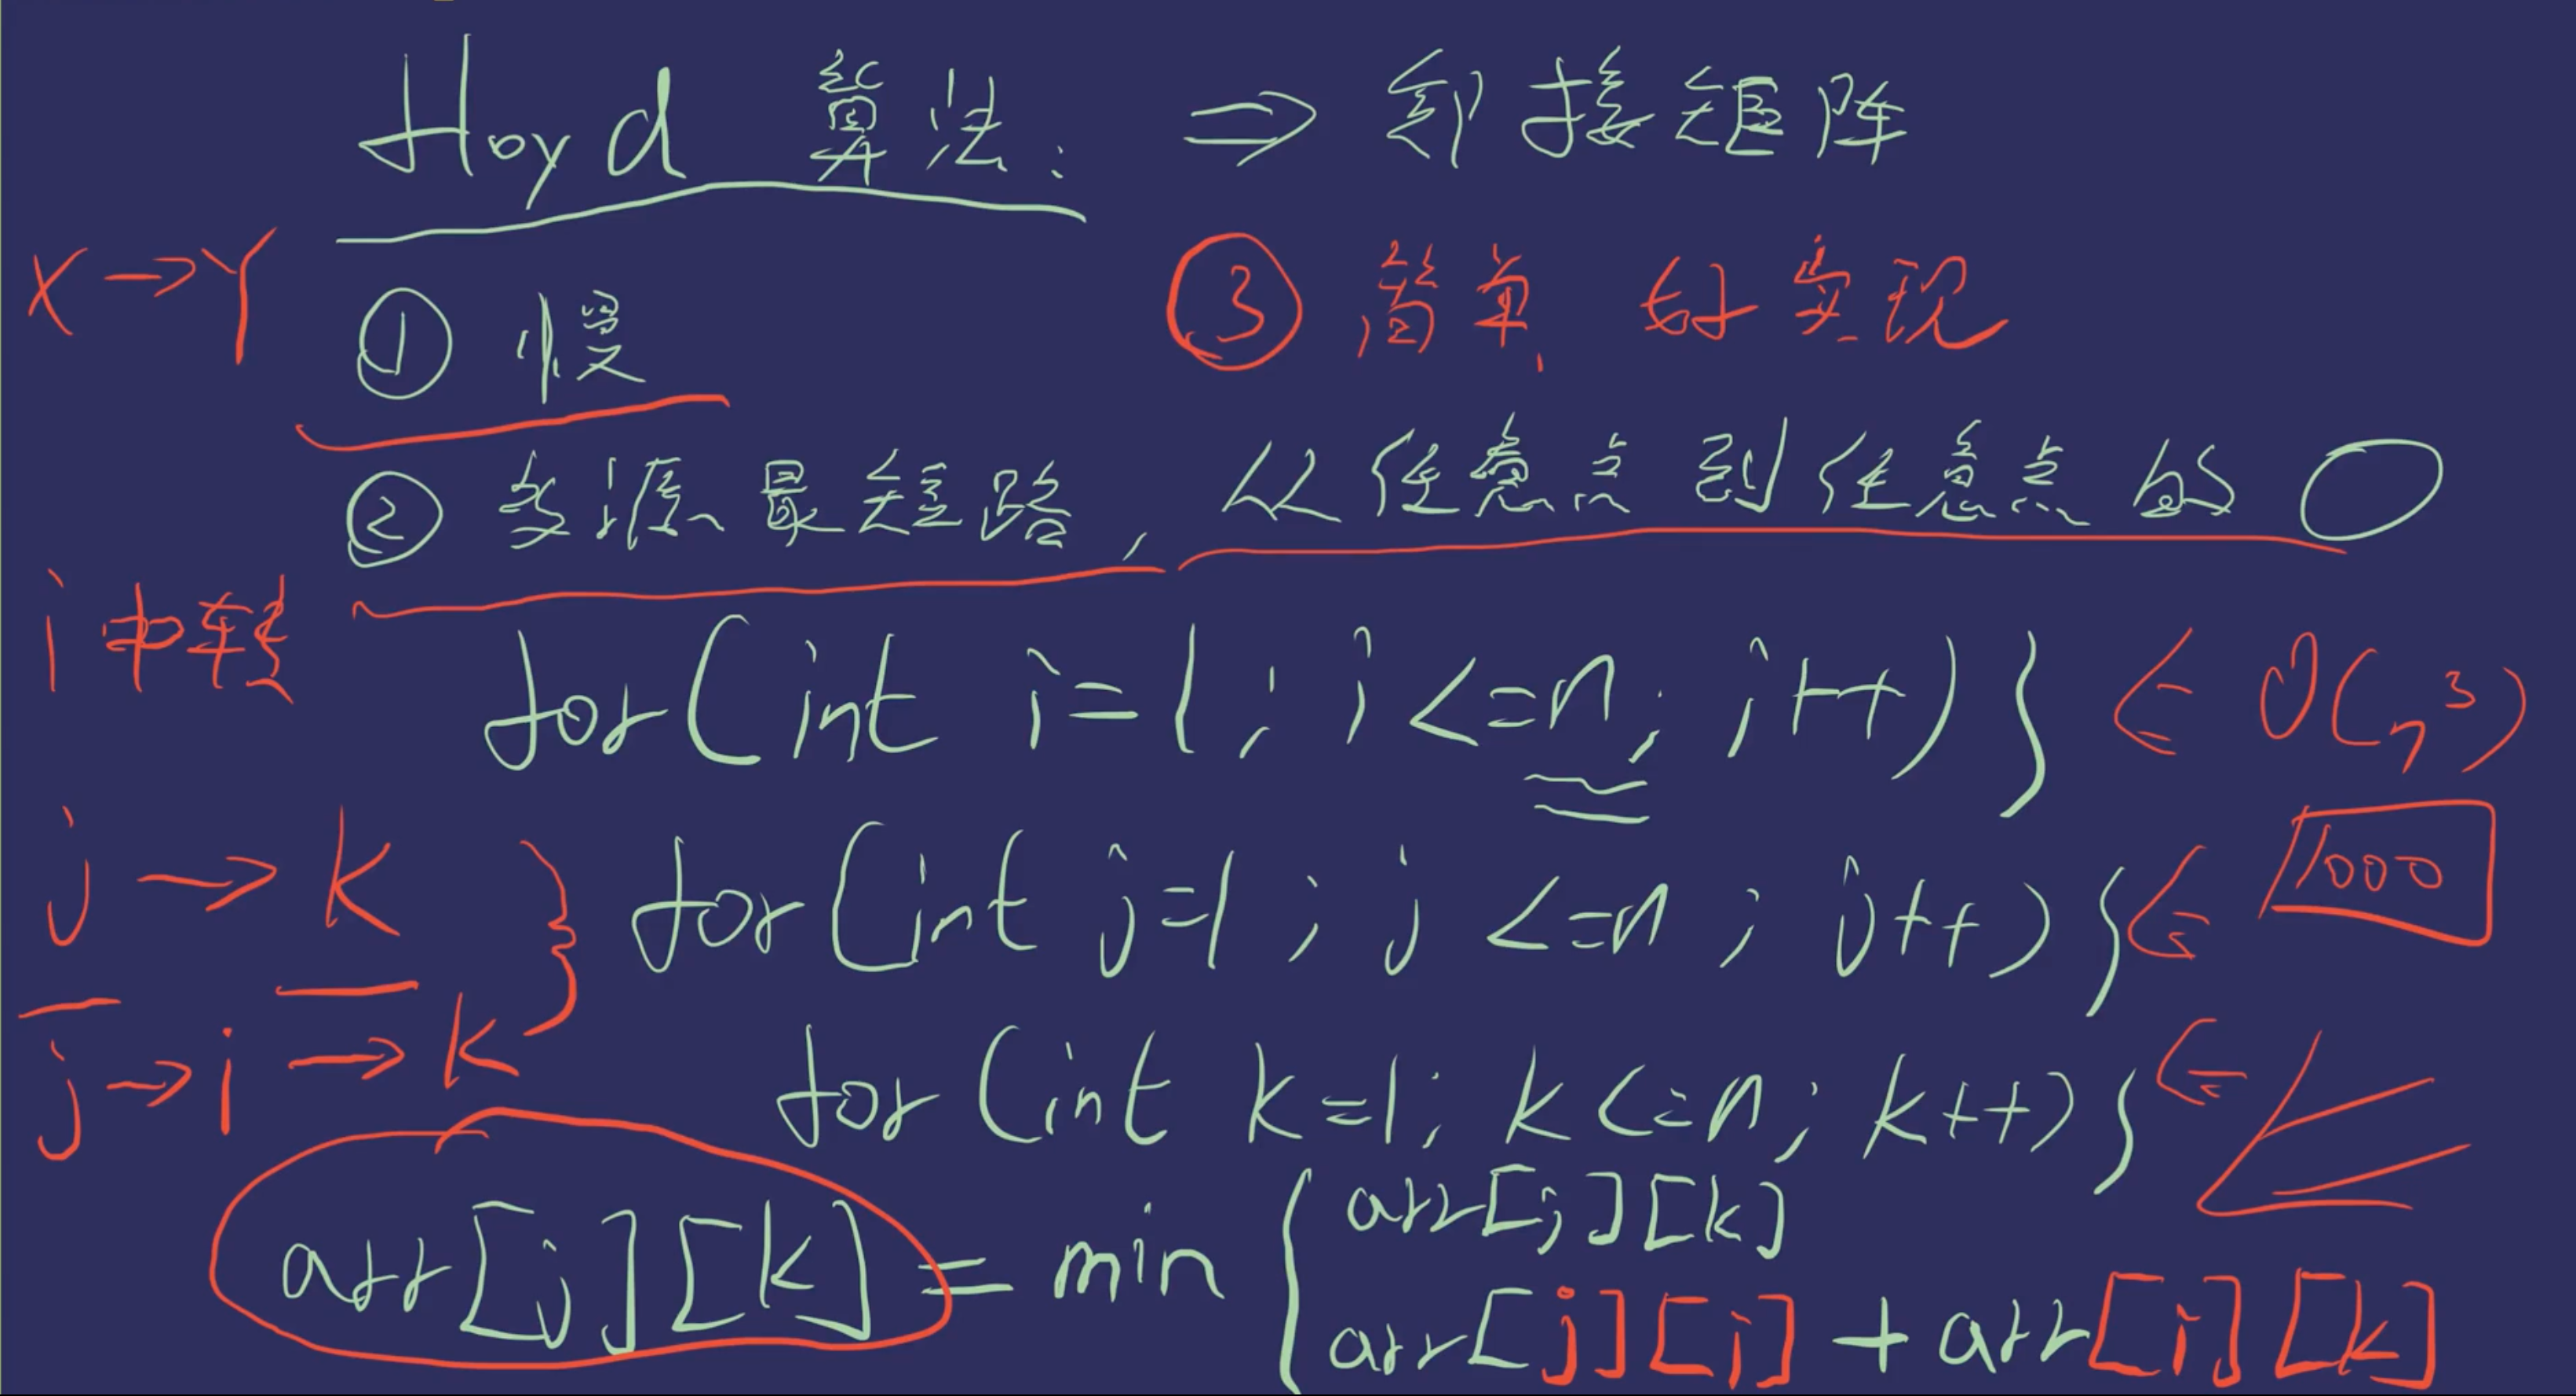 Floyd 算法: ⇒ 邻接矩阵
X→Y
① 慢
③ 简单, 好实现
② 多源最短路, 从任意点到任意点的〇
i 中转
for(int i=1; i<=n; i++){ ⇐ O(n³)
j → k
for(int j=1; j<=n; j++){ ⇐ 1000
j→i→k
for(int k=1; k<=n; k++){ ⇐
arr[j][k] = min { arr[j][k]
arr[j][i] + arr[i][k]